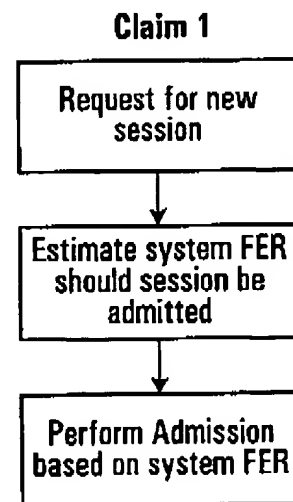 Claim 1
Request for new
session
Estimate system FER
should session be
admitted
Perform Admission
based on system FER